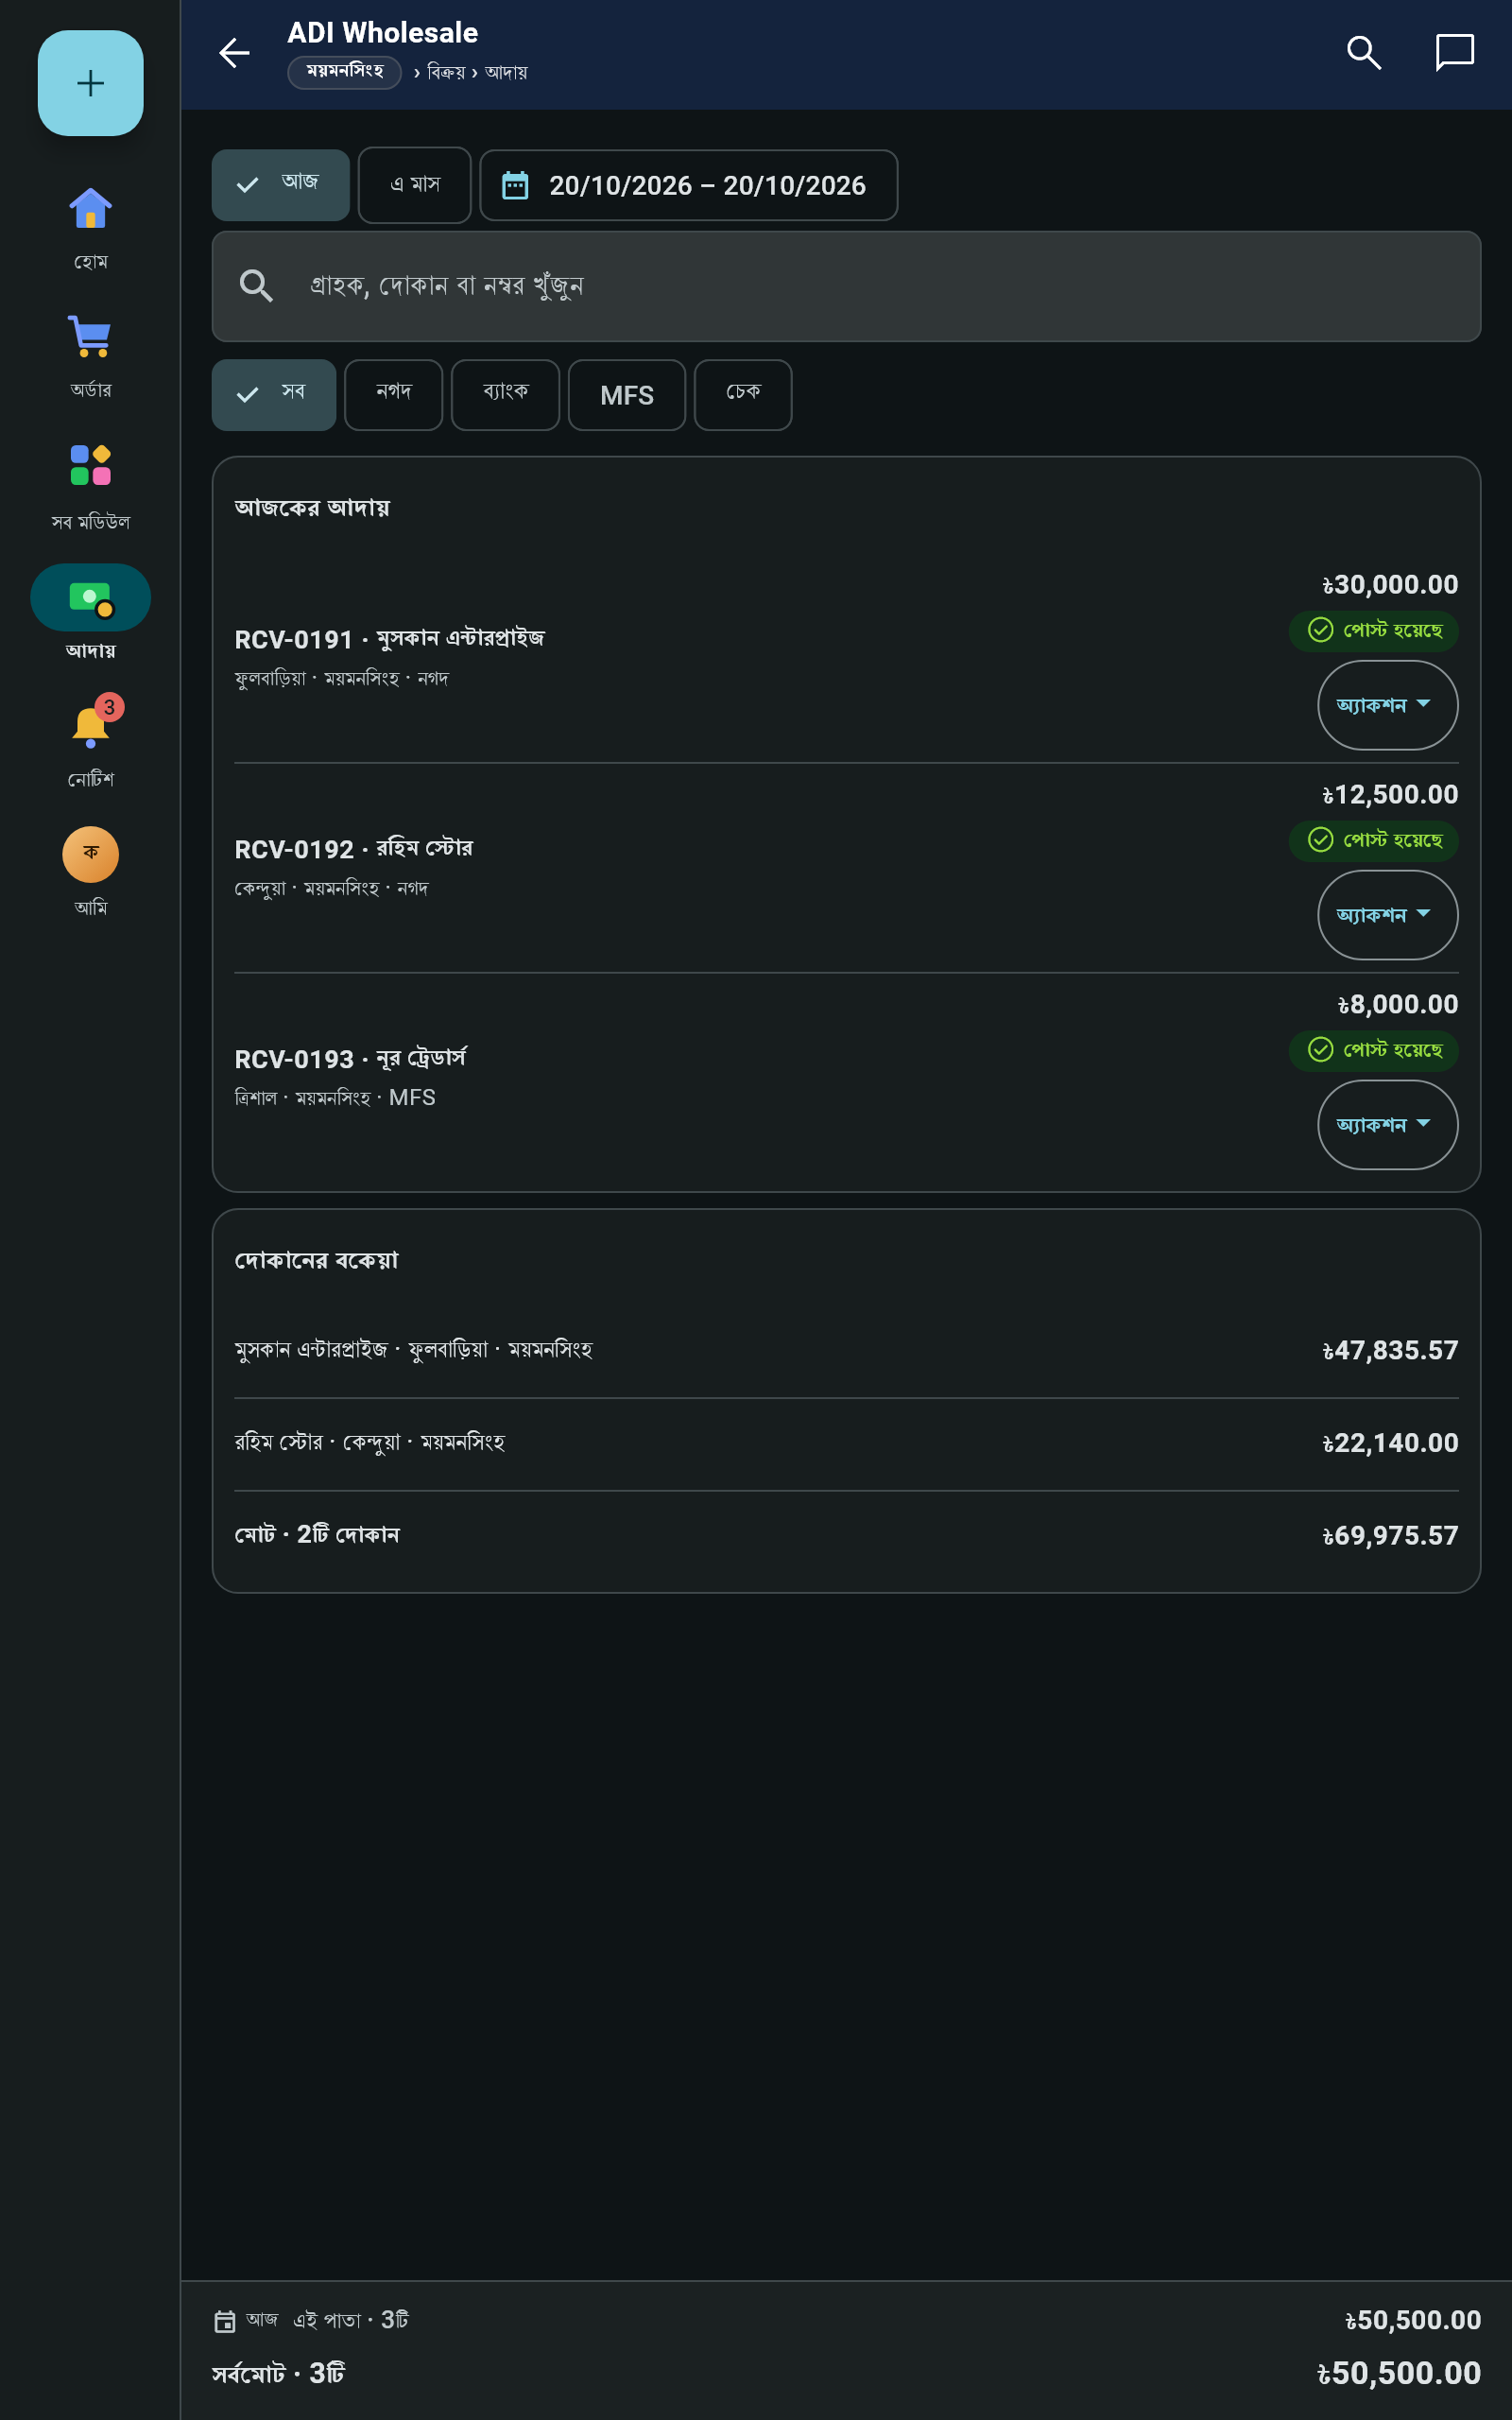 ADI Wholesale
ময়মনসিংহ › বিক্রয় › আদায়
হোম
অর্ডার
সব মডিউল
আদায়
3
নোটিশ
ক
আমি
আজ
এ মাস
20/10/2026 – 20/10/2026
গ্রাহক, দোকান বা নম্বর খুঁজুন
সব
নগদ
ব্যাংক
MFS
চেক
আজকের আদায়
RCV-0191 · মুসকান এন্টারপ্রাইজ
ফুলবাড়িয়া · ময়মনসিংহ · নগদ
৳30,000.00
পোস্ট হয়েছে
অ্যাকশন
RCV-0192 · রহিম স্টোর
কেন্দুয়া · ময়মনসিংহ · নগদ
৳12,500.00
পোস্ট হয়েছে
অ্যাকশন
RCV-0193 · নূর ট্রেডার্স
ত্রিশাল · ময়মনসিংহ · MFS
৳8,000.00
পোস্ট হয়েছে
অ্যাকশন
দোকানের বকেয়া
মুসকান এন্টারপ্রাইজ · ফুলবাড়িয়া · ময়মনসিংহ ৳47,835.57
রহিম স্টোর · কেন্দুয়া · ময়মনসিংহ ৳22,140.00
মোট · 2টি দোকান ৳69,975.57
আজ এই পাতা · 3টি ৳50,500.00
সর্বমোট · 3টি ৳50,500.00